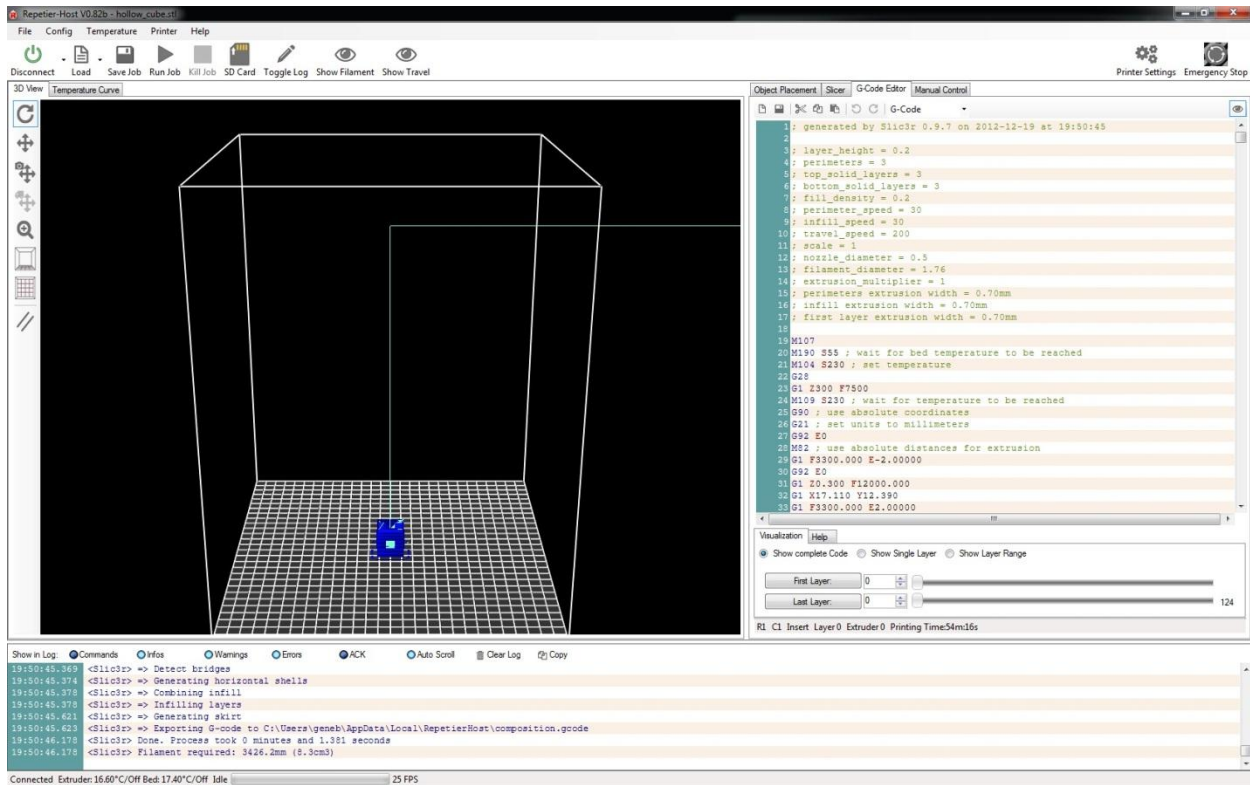 Repetier-Host V0.82b - hollow_cube.stl
File Config Temperature Printer Help
Disconnect Load Save Job Run Job Kill Job SD Card Toggle Log Show Filament Show Travel Printer Settings Emergency Stop
3D View Temperature Curve
Object Placement Slicer G-Code Editor Manual Control
G-Code
1 ; generated by Slic3r 0.9.7 on 2012-12-19 at 19:50:45
2
3 ; layer_height = 0.2
4 ; perimeters = 3
5 ; top_solid_layers = 3
6 ; bottom_solid_layers = 3
7 ; fill_density = 0.2
8 ; perimeter_speed = 30
9 ; infill_speed = 30
10 ; travel_speed = 200
11 ; scale = 1
12 ; nozzle_diameter = 0.5
13 ; filament_diameter = 1.76
14 ; extrusion_multiplier = 1
15 ; perimeters extrusion width = 0.70mm
16 ; infill extrusion width = 0.70mm
17 ; first layer extrusion width = 0.70mm
18
19 M107
20 M190 S55 ; wait for bed temperature to be reached
21 M104 S230 ; set temperature
22 G28
23 G1 Z300 F7500
24 M109 S230 ; wait for temperature to be reached
25 G90 ; use absolute coordinates
26 G21 ; set units to millimeters
27 G92 E0
28 M82 ; use absolute distances for extrusion
29 G1 F3300.000 E-2.00000
30 G92 E0
31 G1 Z0.300 F12000.000
32 G1 X17.110 Y12.390
33 G1 F3300.000 E2.00000
Visualization Help
Show complete Code Show Single Layer Show Layer Range
First Layer: 0
Last Layer: 0 124
R1 C1 Insert Layer 0 Extruder 0 Printing Time:54m:16s
Show in Log: Commands Infos Warnings Errors ACK Auto Scroll Clear Log Copy
19:50:45.369 <Slic3r> => Detect bridges
19:50:45.374 <Slic3r> => Generating horizontal shells
19:50:45.378 <Slic3r> => Combining infill
19:50:45.378 <Slic3r> => Infilling layers
19:50:45.621 <Slic3r> => Generating skirt
19:50:45.623 <Slic3r> => Exporting G-code to C:\Users\geneb\AppData\Local\RepetierHost\composition.gcode
19:50:46.178 <Slic3r> Done. Process took 0 minutes and 1.381 seconds
19:50:46.178 <Slic3r> Filament required: 3426.2mm (8.3cm3)
Connected Extruder: 16.60°C/Off Bed: 17.40°C/Off Idle 25 FPS